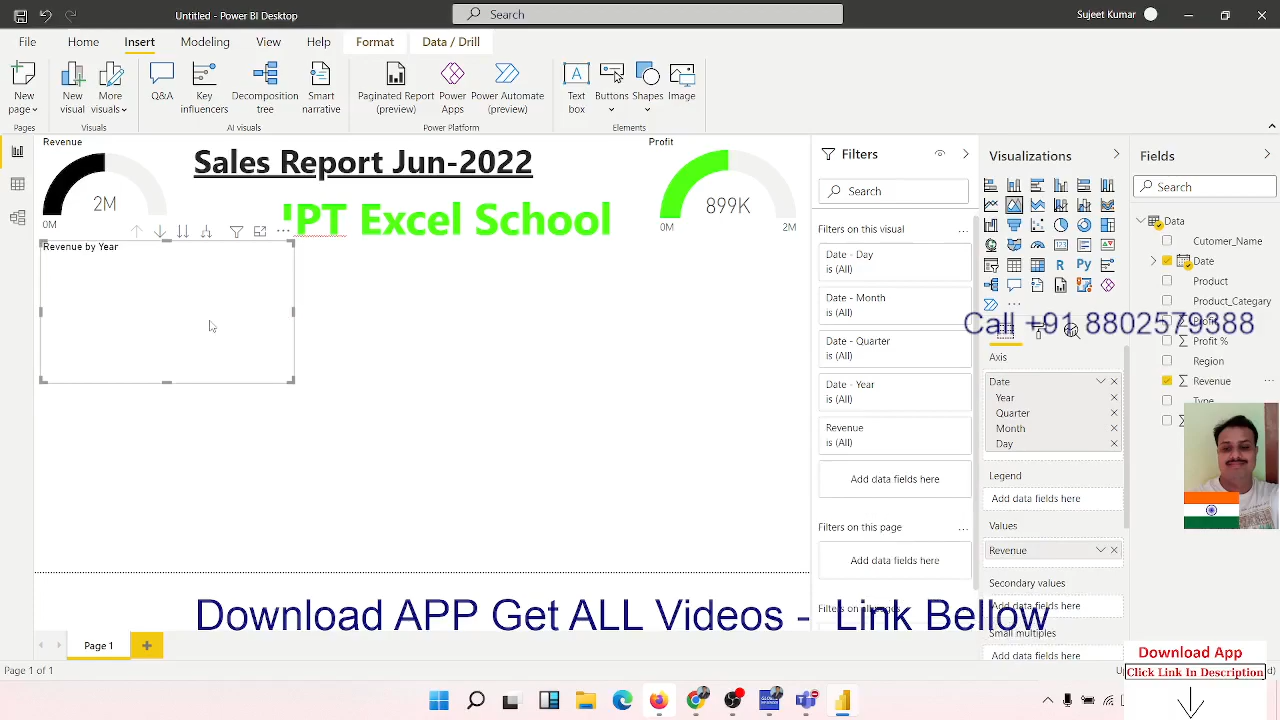 Untitled - Power BI Desktop
Search
Sujeet Kumar
File
Home
Insert
Modeling
View
Help
Format
Data / Drill
New page
New visual
More visuals
Q&A
Key influencers
Decomposition tree
Smart narrative
Paginated Report (preview)
Power Apps
Power Automate (preview)
Text box
Buttons
Shapes
Image
Pages
Visuals
AI visuals
Power Platform
Elements
Revenue
2M
0M
Sales Report Jun-2022
IPT Excel School
Profit
899K
0M
2M
Revenue by Year
Filters
Search
Filters on this visual
Date - Day
is (All)
Date - Month
is (All)
Date - Quarter
is (All)
Date - Year
is (All)
Revenue
is (All)
Add data fields here
Filters on this page
Add data fields here
Visualizations
R
Py
Axis
Date
Year
Quarter
Month
Day
Legend
Add data fields here
Values
Revenue
Secondary values
Add data fields here
Small multiples
Add data fields here
Fields
Search
Data
Cutomer_Name
Date
Product
Product_Category
Profit
Profit %
Region
Revenue
Call +91 8802579388
Download APP Get ALL Videos - Link Bellow
Page 1
Page 1 of 1
Download App
Click Link In Description